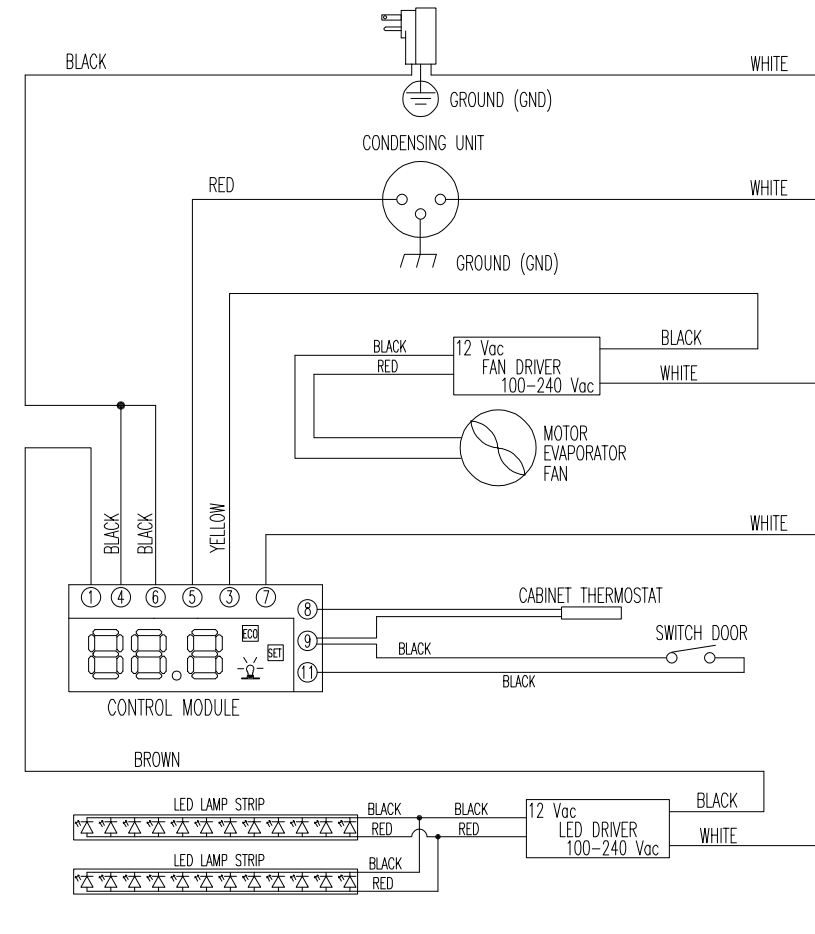 BLACK
WHITE
GROUND (GND)
CONDENSING UNIT
RED
WHITE
GROUND (GND)
BLACK
RED
12 Vac
FAN DRIVER
100-240 Vac
BLACK
WHITE
MOTOR
EVAPORATOR
FAN
BLACK
BLACK
YELLOW
WHITE
1
4
6
5
3
7
8
9
11
ECO
SET
88.8
CABINET THERMOSTAT
SWITCH DOOR
BLACK
BLACK
CONTROL MODULE
BROWN
LED LAMP STRIP
BLACK
RED
BLACK
RED
12 Vac
LED DRIVER
100-240 Vac
BLACK
WHITE
LED LAMP STRIP
BLACK
RED